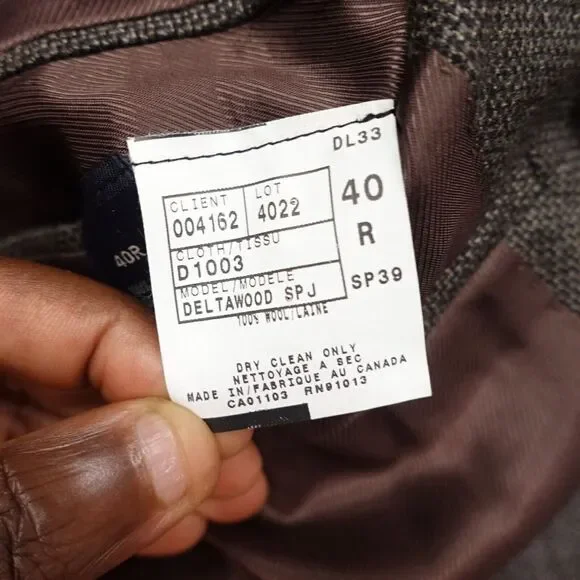 DL33
CLIENT LOT
004162 4022
40
CLOTH/TISSU
D1003
R
MODEL/MODELE
DELTAWOOD SPJ
SP39
100% WOOL/LAINE
DRY CLEAN ONLY
NETTOYAGE A SEC
MADE IN/FABRIQUE AU CANADA
CA01103 RN91013
40R